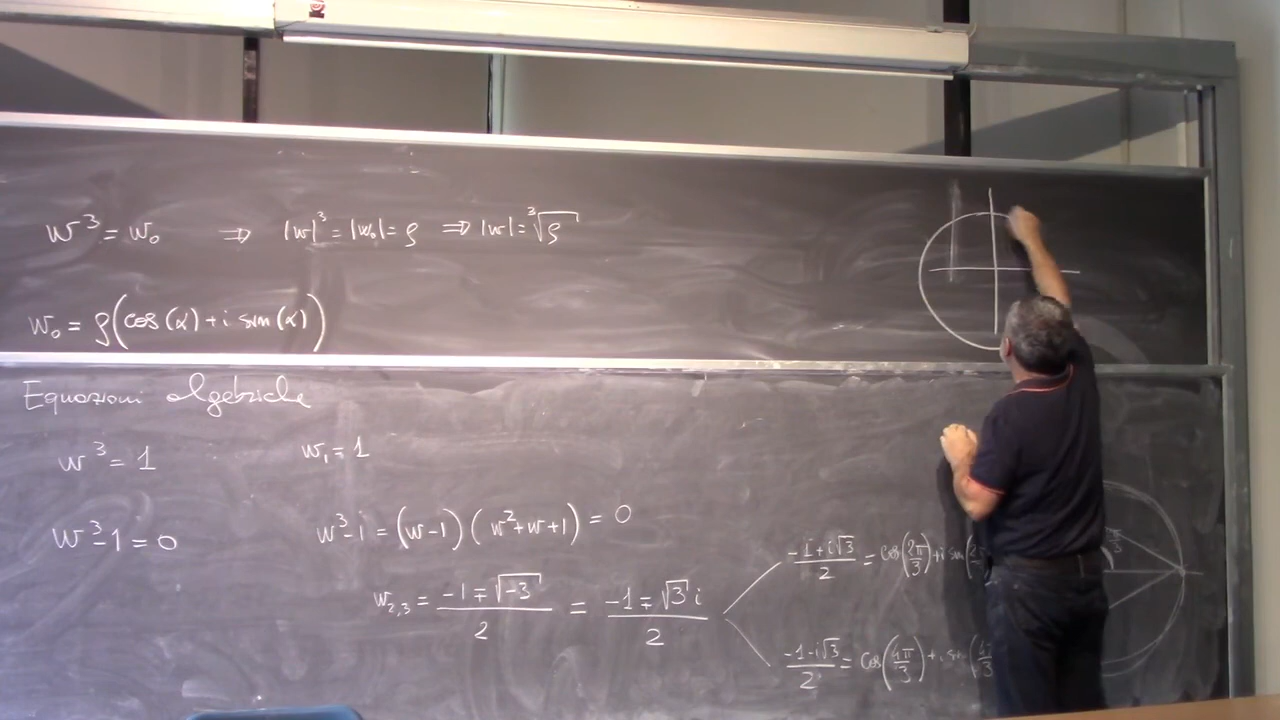 w³ = w₀ ⇒ |w|³ = |w₀| = ρ ⇒ |w| = ∛ρ
w₀ = ρ(cos(α) + i sin(α))
Equazioni algebriche
w³ = 1 w₁ = 1
w³-1 = 0 w³-i = (w-1)(w²+w+1) = 0
w₂,₃ = (-1∓√-3)/2 = (-1∓√3 i)/2
(-1+i√3)/2 = cos(2π/3)+i sin(2π
(-1-i√3)/2 = cos(4π/3)+i sin(4π/3